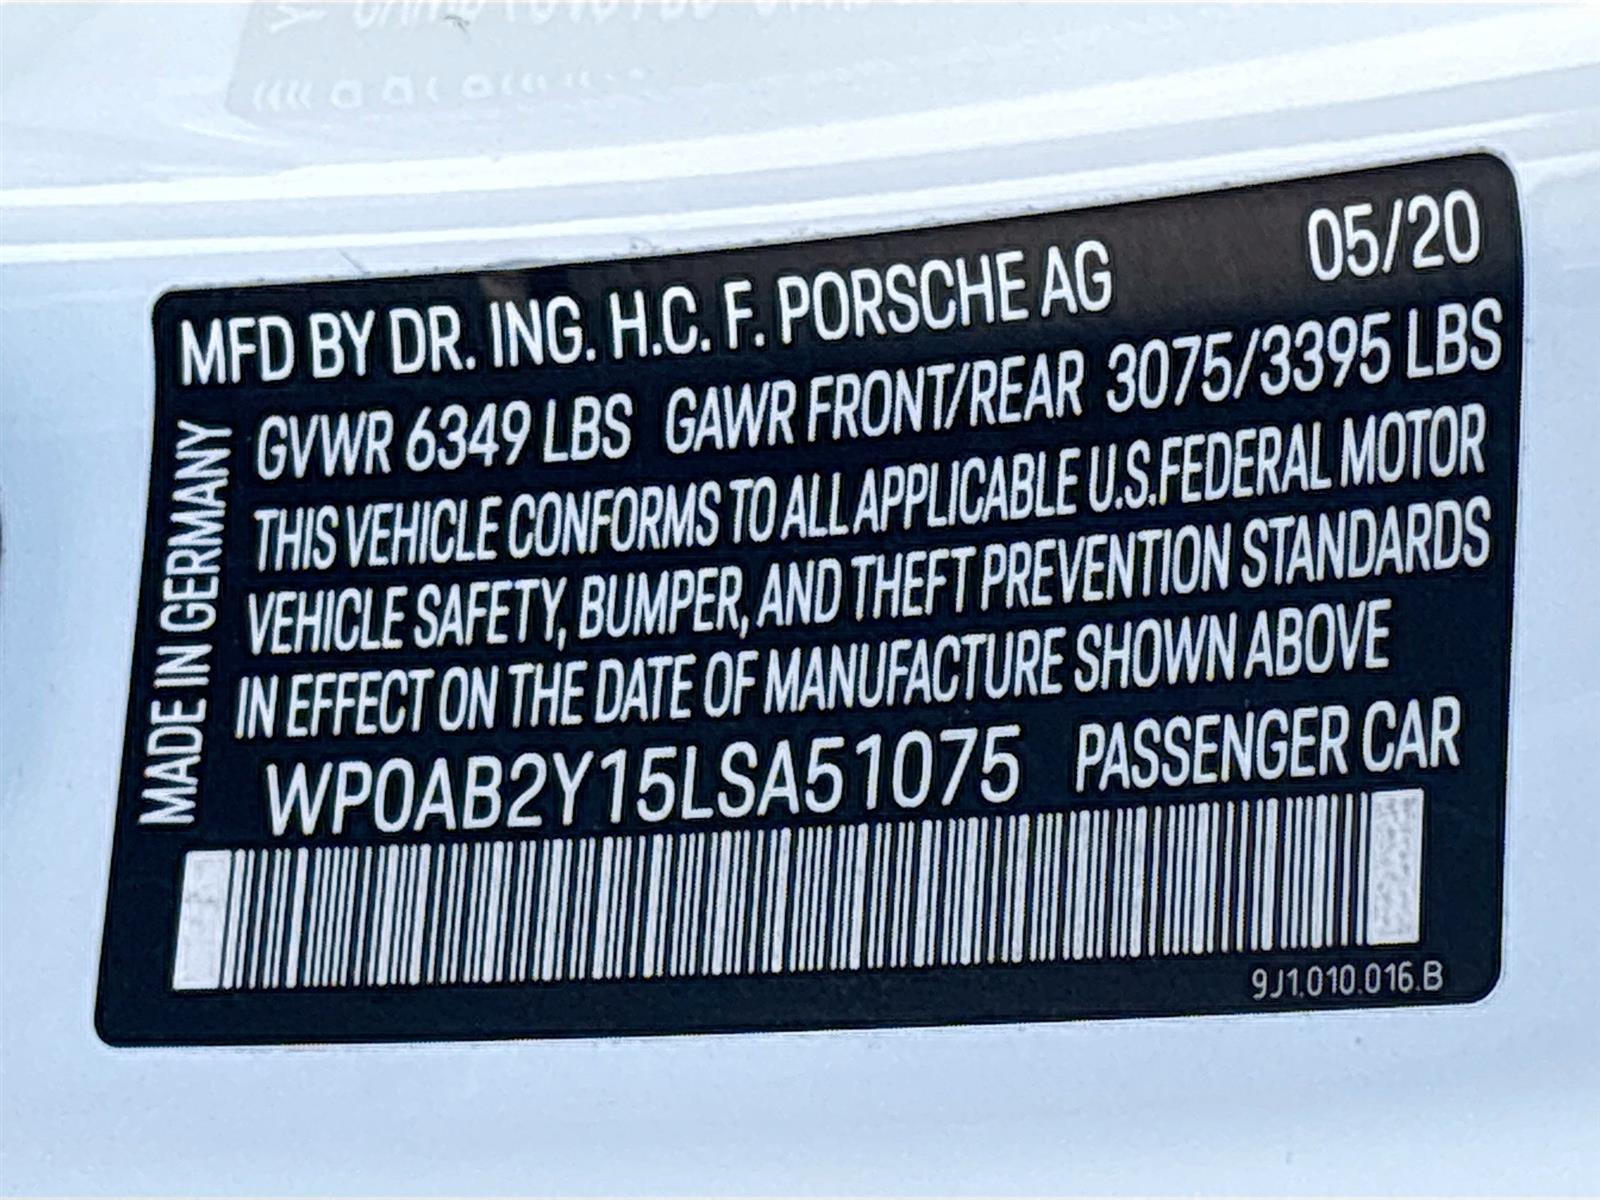 MFD BY DR. ING. H.C. F. PORSCHE AG 05/20
GVWR 6349 LBS GAWR FRONT/REAR 3075/3395 LBS
THIS VEHICLE CONFORMS TO ALL APPLICABLE U.S.FEDERAL MOTOR
VEHICLE SAFETY, BUMPER, AND THEFT PREVENTION STANDARDS
IN EFFECT ON THE DATE OF MANUFACTURE SHOWN ABOVE
WP0AB2Y15LSA51075 PASSENGER CAR
MADE IN GERMANY
9J1.010.016.B